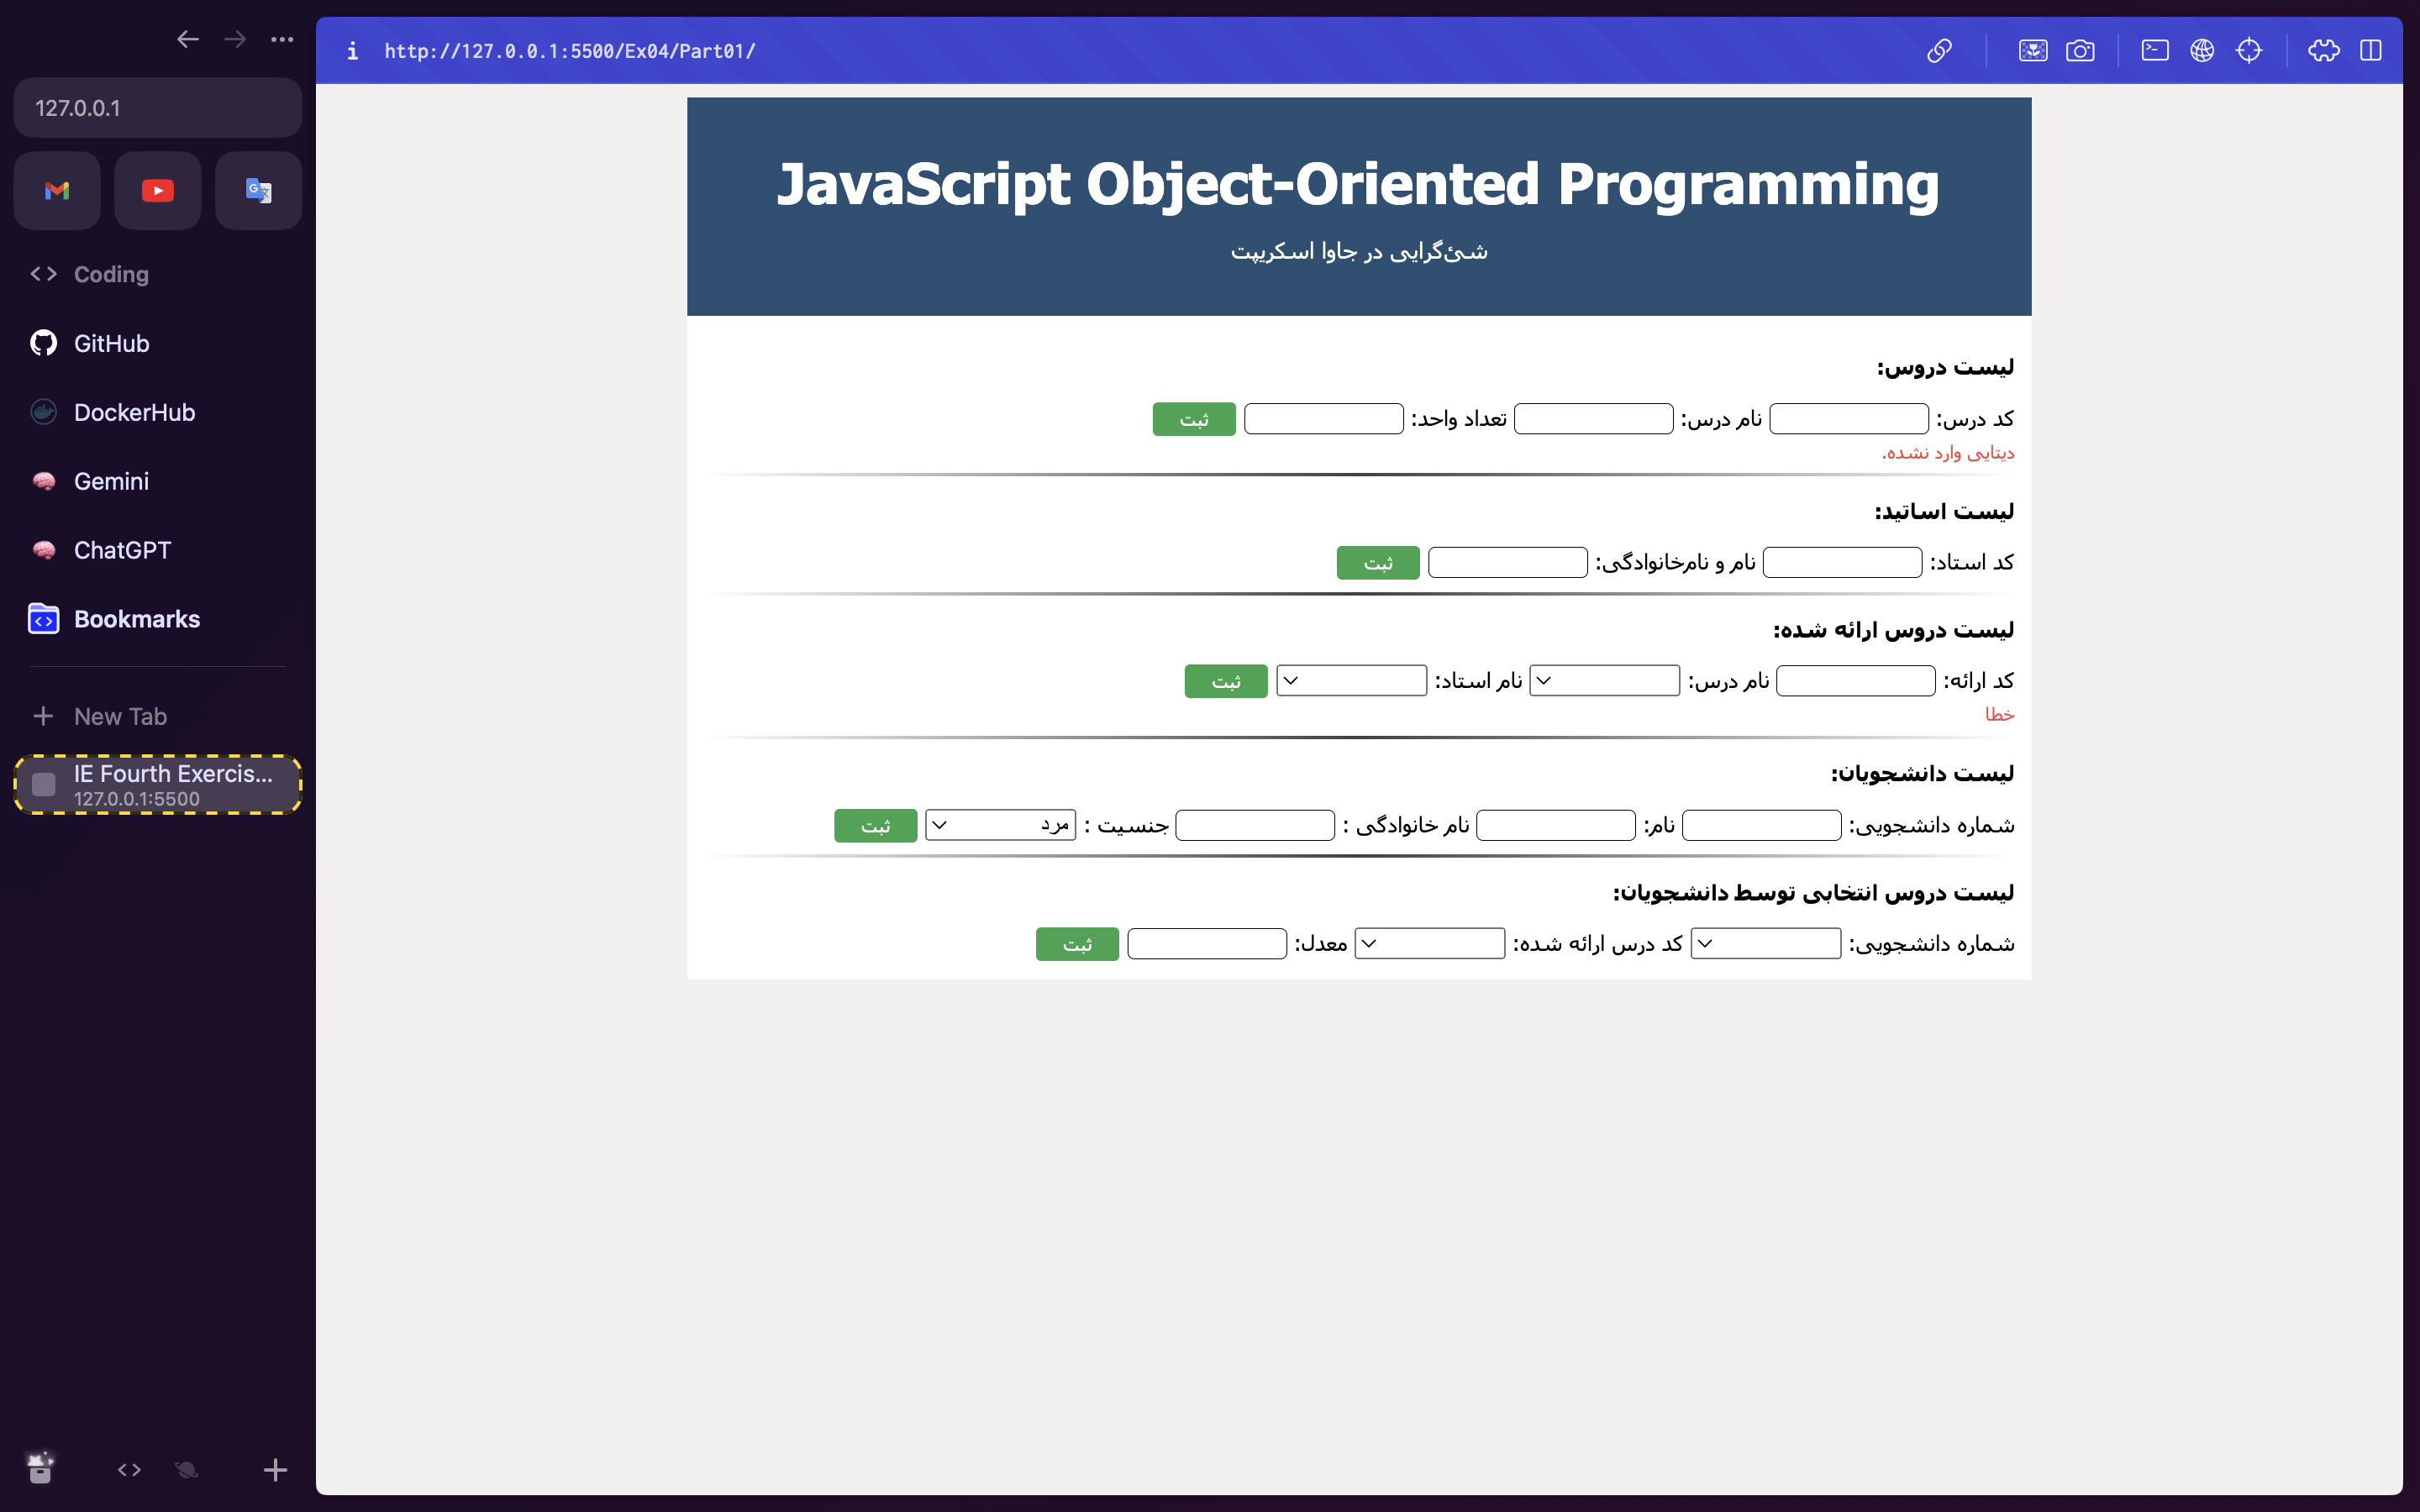 i http://127.0.0.1:5500/Ex04/Part01/
127.0.0.1
Coding
GitHub
DockerHub
Gemini
ChatGPT
Bookmarks
New Tab
IE Fourth Exercis...
127.0.0.1:5500
JavaScript Object-Oriented Programming
شئ‌گرایی در جاوا اسکریپت
لیست دروس:
کد درس: نام درس: تعداد واحد: ثبت
دیتایی وارد نشده.
لیست اساتید:
کد استاد: نام و نام‌خانوادگی: ثبت
لیست دروس ارائه شده:
کد ارائه: نام درس: نام استاد: ثبت
خطا
لیست دانشجویان:
شماره دانشجویی: نام: نام خانوادگی : جنسیت : مرد ثبت
لیست دروس انتخابی توسط دانشجویان:
شماره دانشجویی: کد درس ارائه شده: معدل: ثبت